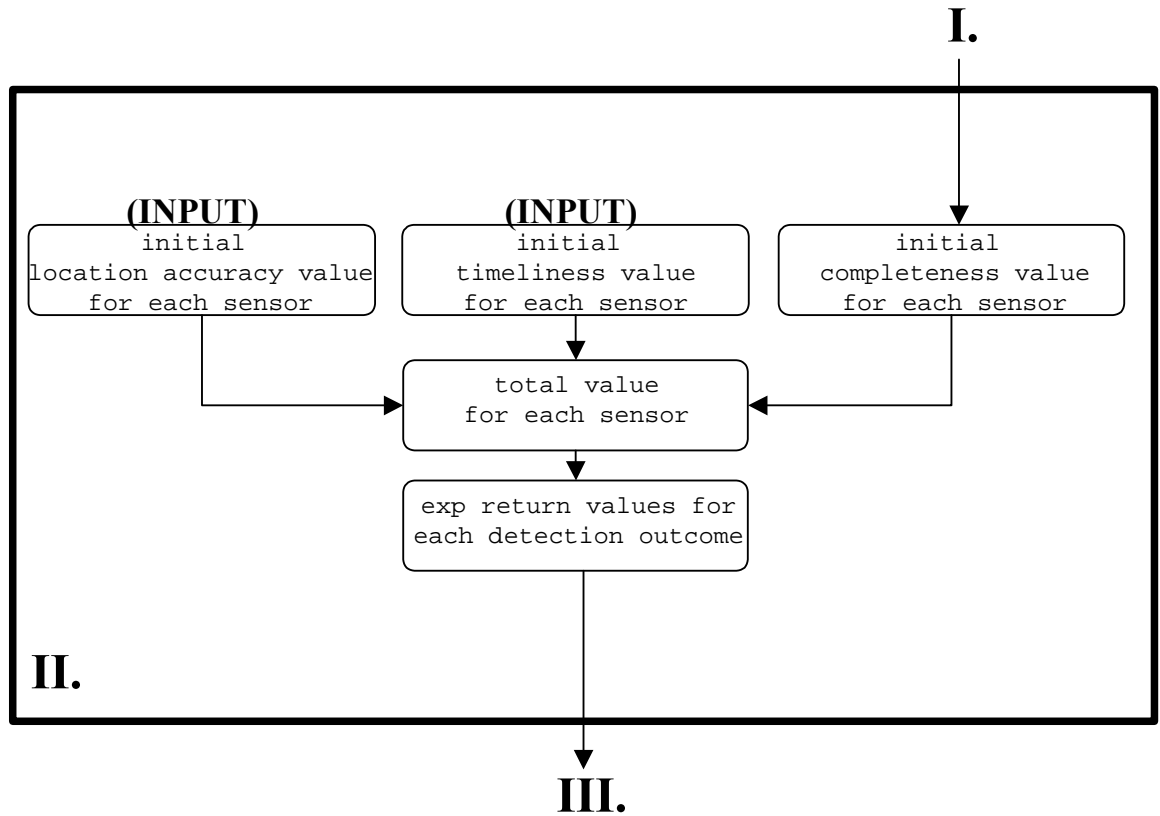 I.
(INPUT)
initial
location accuracy value
for each sensor
(INPUT)
initial
timeliness value
for each sensor
initial
completeness value
for each sensor
total value
for each sensor
exp return values for
each detection outcome
II.
III.